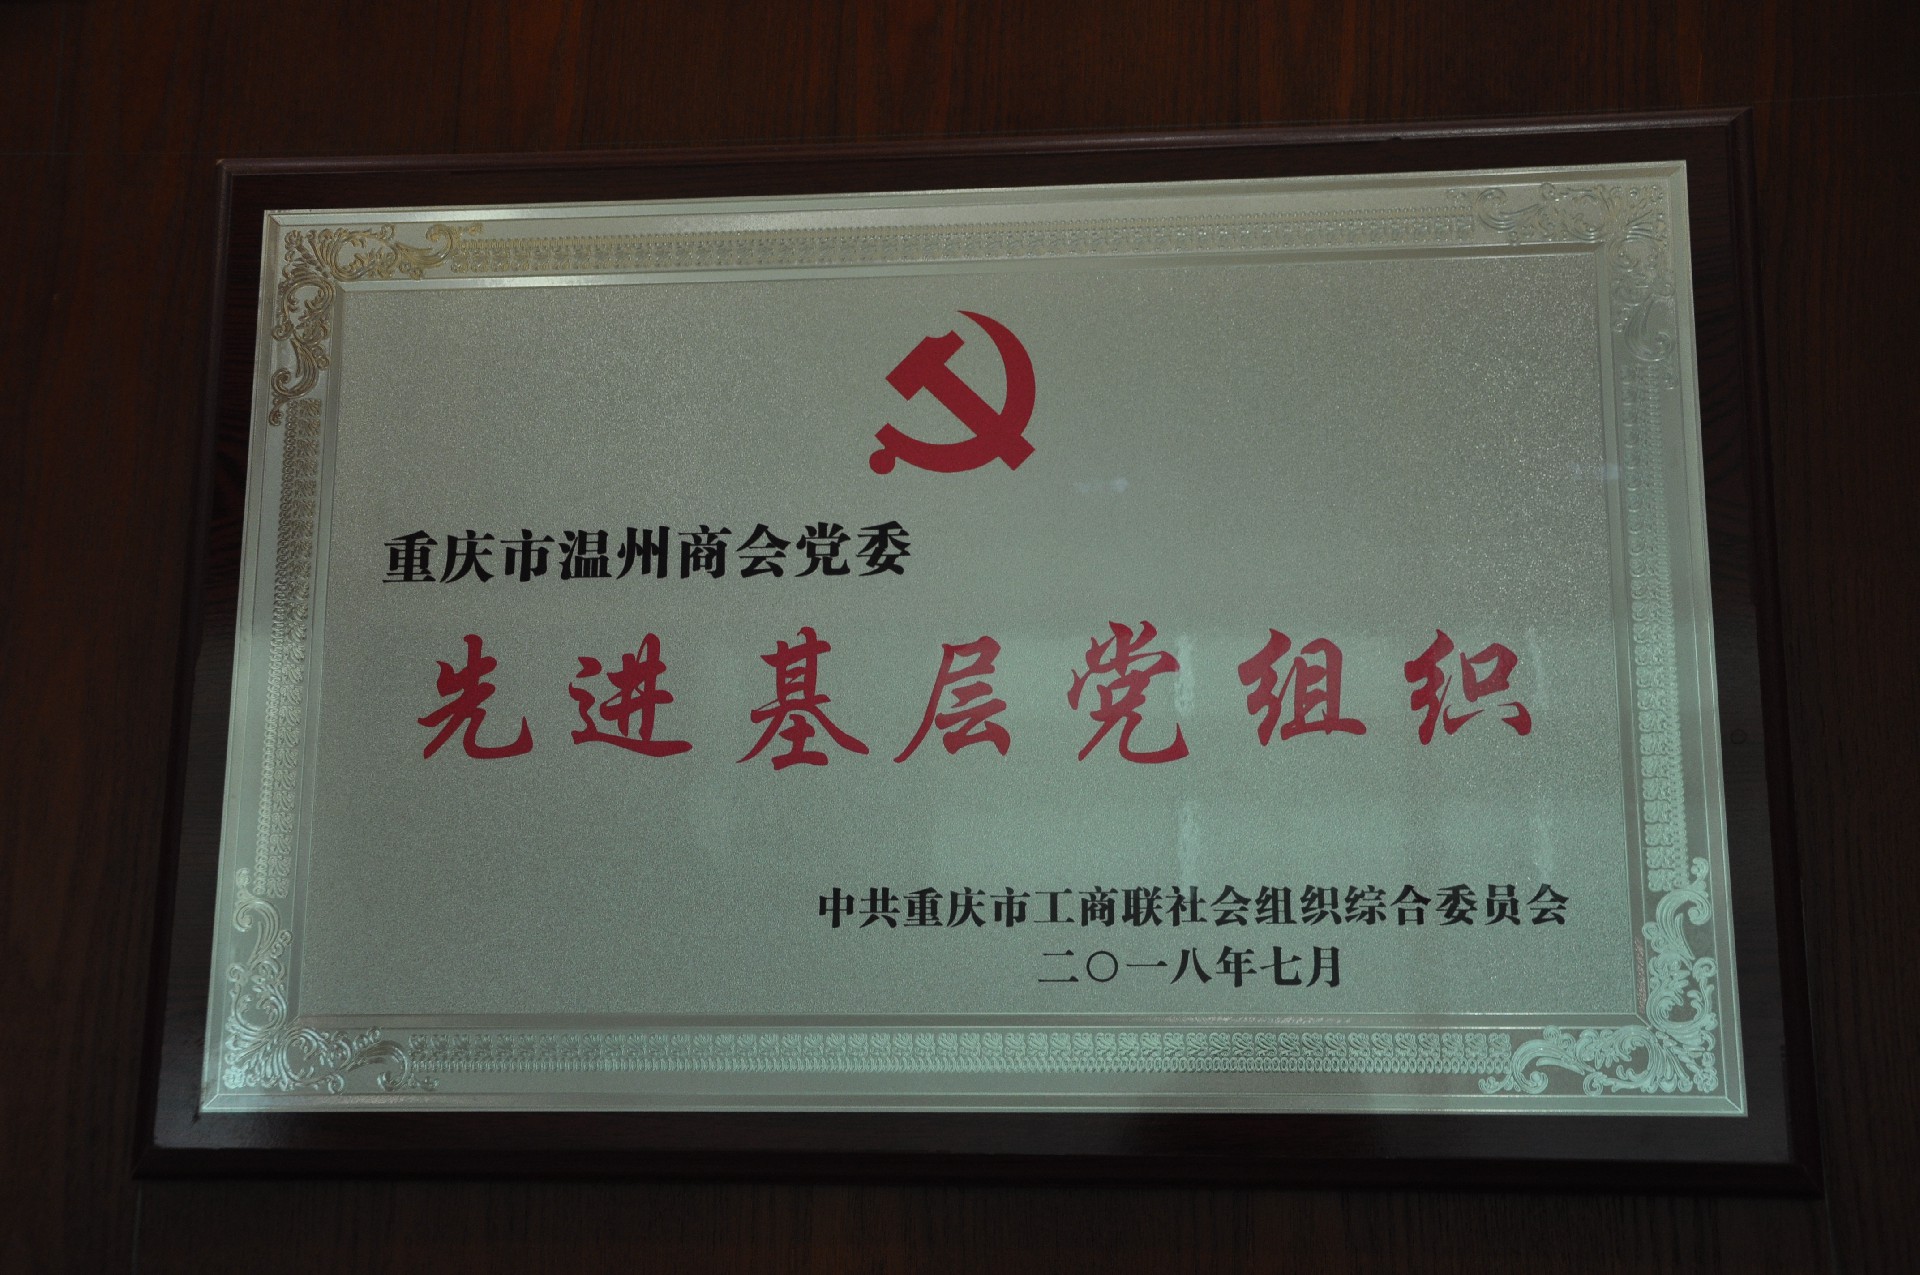 重庆市温州商会党委
先进基层党组织
中共重庆市工商联社会组织综合委员会
二〇一八年七月